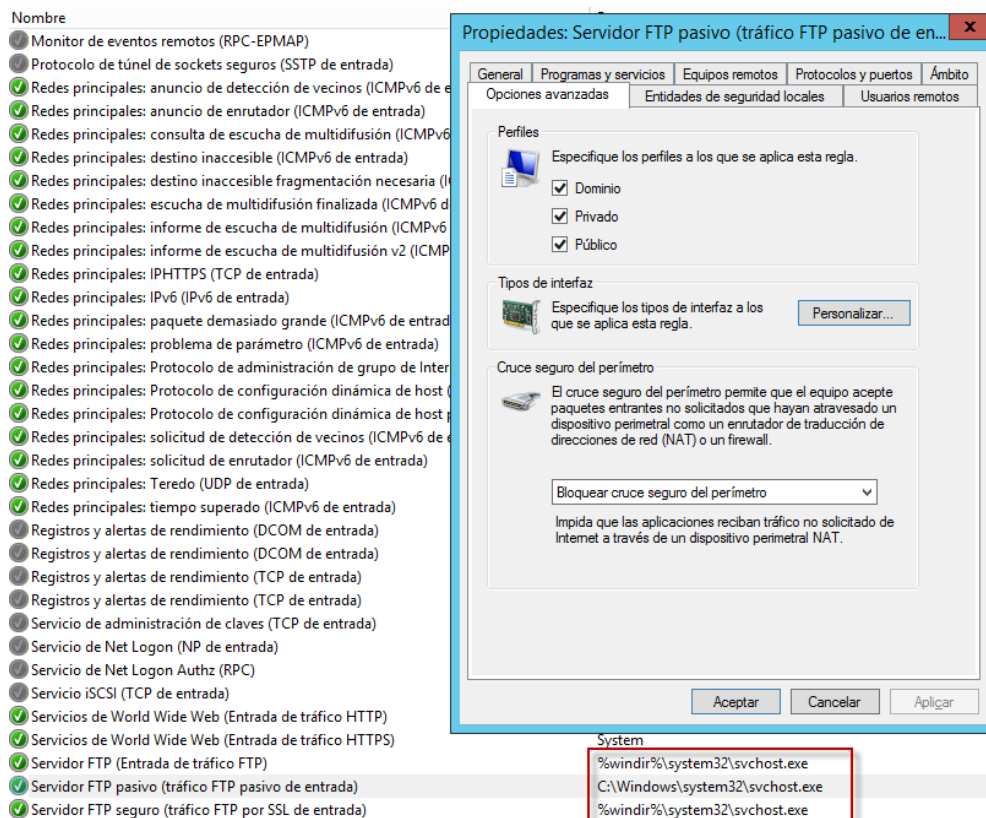 Nombre
Monitor de eventos remotos (RPC-EPMAP)
Protocolo de túnel de sockets seguros (SSTP de entrada)
Redes principales: anuncio de detección de vecinos (ICMPv6 de e
Redes principales: anuncio de enrutador (ICMPv6 de entrada)
Redes principales: consulta de escucha de multidifusión (ICMPv6
Redes principales: destino inaccesible (ICMPv6 de entrada)
Redes principales: destino inaccesible fragmentación necesaria (I
Redes principales: escucha de multidifusión finalizada (ICMPv6 d
Redes principales: informe de escucha de multidifusión (ICMPv6
Redes principales: informe de escucha de multidifusión v2 (ICMP
Redes principales: IPHTTPS (TCP de entrada)
Redes principales: IPv6 (IPv6 de entrada)
Redes principales: paquete demasiado grande (ICMPv6 de entrad
Redes principales: problema de parámetro (ICMPv6 de entrada)
Redes principales: Protocolo de administración de grupo de Inter
Redes principales: Protocolo de configuración dinámica de host (
Redes principales: Protocolo de configuración dinámica de host p
Redes principales: solicitud de detección de vecinos (ICMPv6 de e
Redes principales: solicitud de enrutador (ICMPv6 de entrada)
Redes principales: Teredo (UDP de entrada)
Redes principales: tiempo superado (ICMPv6 de entrada)
Registros y alertas de rendimiento (DCOM de entrada)
Registros y alertas de rendimiento (DCOM de entrada)
Registros y alertas de rendimiento (TCP de entrada)
Registros y alertas de rendimiento (TCP de entrada)
Servicio de administración de claves (TCP de entrada)
Servicio de Net Logon (NP de entrada)
Servicio de Net Logon Authz (RPC)
Servicio iSCSI (TCP de entrada)
Servicios de World Wide Web (Entrada de tráfico HTTP)
Servicios de World Wide Web (Entrada de tráfico HTTPS) System
Servidor FTP (Entrada de tráfico FTP) %windir%\system32\svchost.exe
Servidor FTP pasivo (tráfico FTP pasivo de entrada) C:\Windows\system32\svchost.exe
Servidor FTP seguro (tráfico FTP por SSL de entrada) %windir%\system32\svchost.exe
Propiedades: Servidor FTP pasivo (tráfico FTP pasivo de en... x
General Programas y servicios Equipos remotos Protocolos y puertos Ámbito
Opciones avanzadas Entidades de seguridad locales Usuarios remotos
Perfiles
Especifique los perfiles a los que se aplica esta regla.
Dominio
Privado
Público
Tipos de interfaz
Especifique los tipos de interfaz a los
que se aplica esta regla.
Personalizar...
Cruce seguro del perímetro
El cruce seguro del perímetro permite que el equipo acepte
paquetes entrantes no solicitados que hayan atravesado un
dispositivo perimetral como un enrutador de traducción de
direcciones de red (NAT) o un firewall.
Bloquear cruce seguro del perímetro
Impida que las aplicaciones reciban tráfico no solicitado de
Internet a través de un dispositivo perimetral NAT.
Aceptar Cancelar Aplicar